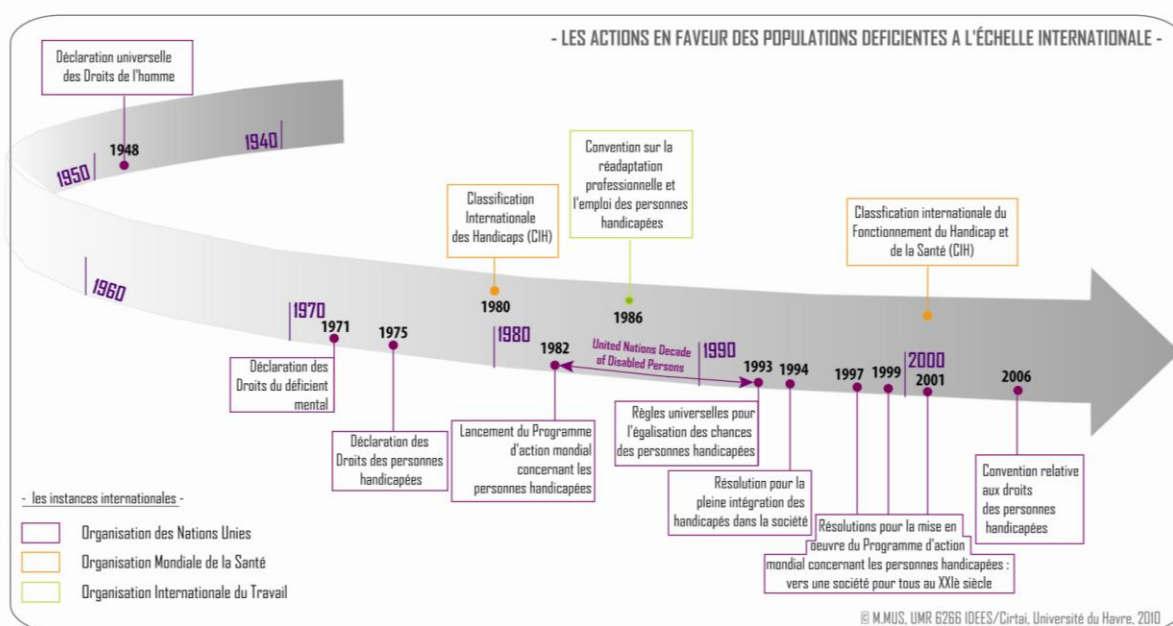 - LES ACTIONS EN FAVEUR DES POPULATIONS DEFICIENTES A L'ÉCHELLE INTERNATIONALE -
Déclaration universelle
des Droits de l'homme
1940
1948
1950
1960
Classification
Internationale
des Handicaps (CIH)
Convention sur la
réadaptation
professionnelle et
l'emploi des personnes
handicapées
Classfication internationale du
Fonctionnement du Handicap et
de la Santé (CIH)
1970
1971
1975
1980
1980
1982
United Nations Decade
of Disabled Persons
1986
1990
1993
1994
1997
1999
2000
2001
2006
Déclaration des
Droits du déficient
mental
Déclaration des
Droits des personnes
handicapées
Lancement du Programme
d'action mondial
concernant les
personnes handicapées
Règles universelles pour
l'égalisation des chances
des personnes handicapées
Résolution pour la
pleine intégration des
handicapés dans la société
Résolutions pour la mise en
oeuvre du Programme d'action
mondial concernant les personnes handicapées :
vers une société pour tous au XXIè siècle
Convention relative
aux droits
des personnes
handicapées
- les instances internationales -
Organisation des Nations Unies
Organisation Mondiale de la Santé
Organisation Internationale du Travail
© M.MUS, UMR 6266 IDEES/Cirtai, Université du Havre, 2010